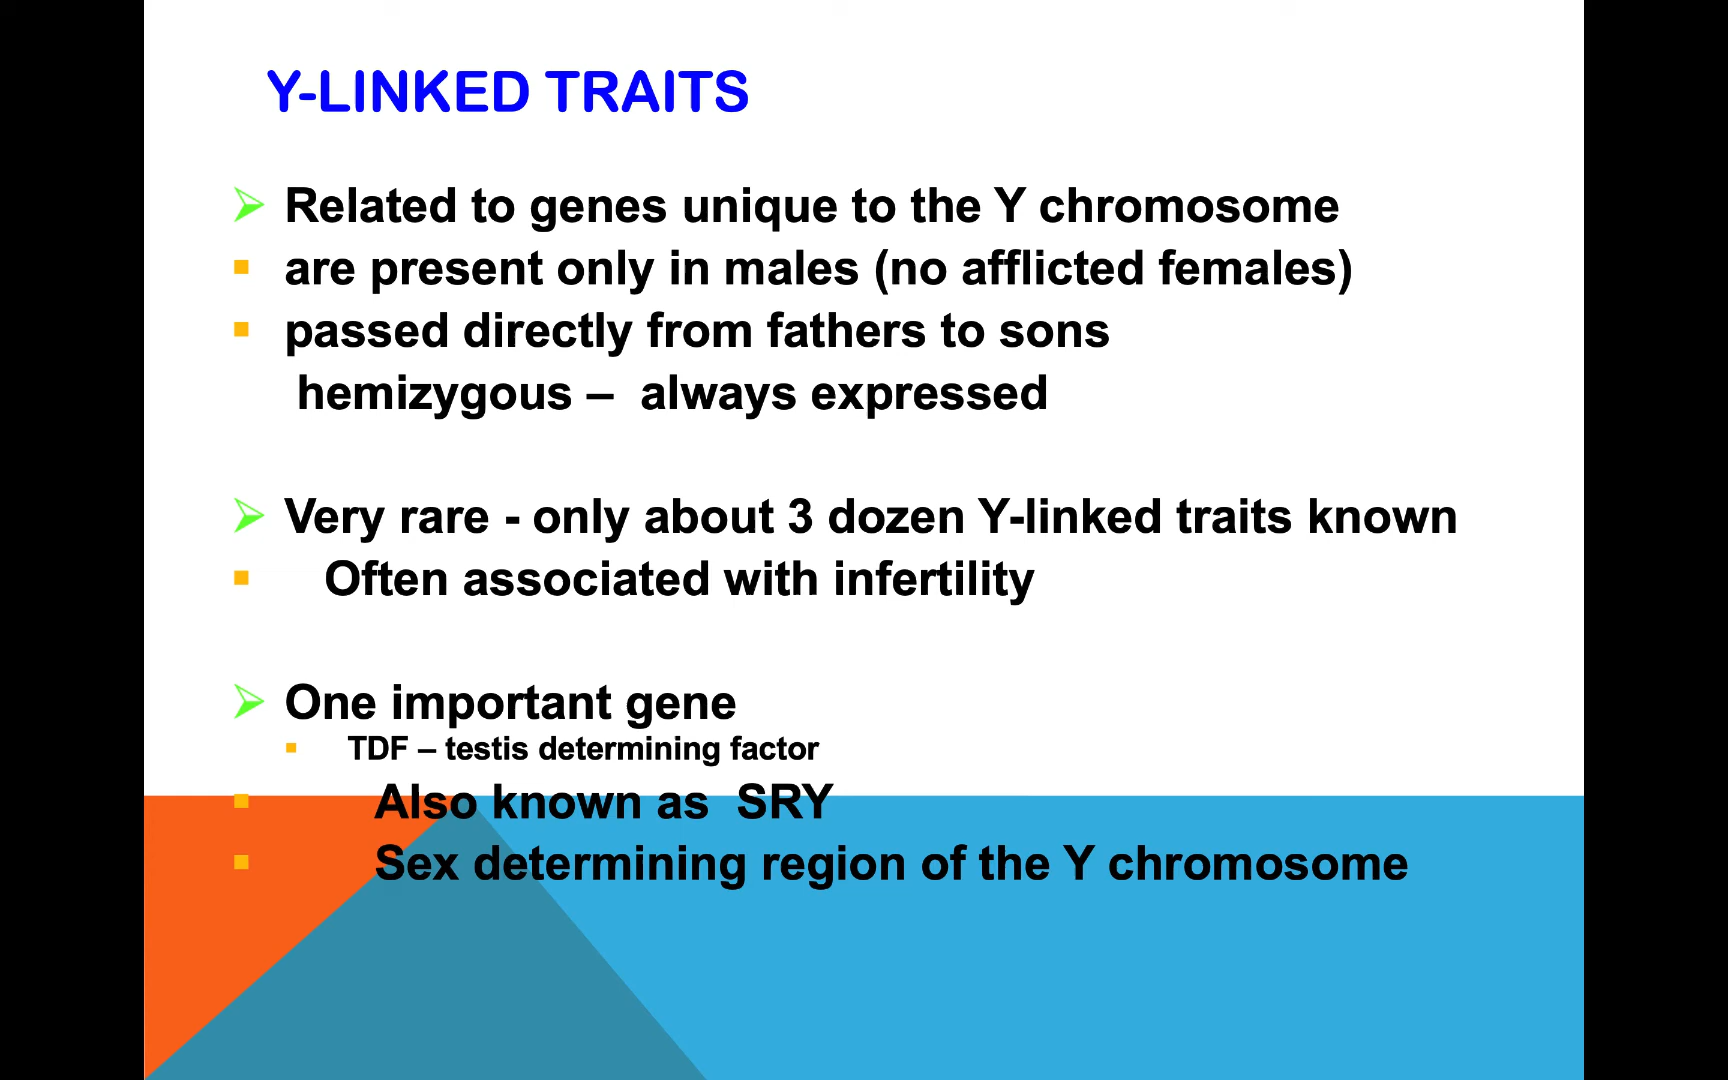 Y-LINKED TRAITS
Related to genes unique to the Y chromosome
are present only in males (no afflicted females)
passed directly from fathers to sons
hemizygous – always expressed
Very rare - only about 3 dozen Y-linked traits known
Often associated with infertility
One important gene
TDF – testis determining factor
Also known as SRY
Sex determining region of the Y chromosome